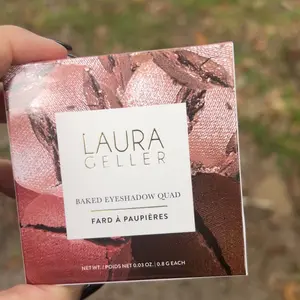 LAURA
GELLER
BAKED EYESHADOW QUAD
FARD À PAUPIÈRES
NET WT. / POIDS NET 0.03 OZ. | 0.8 G EACH